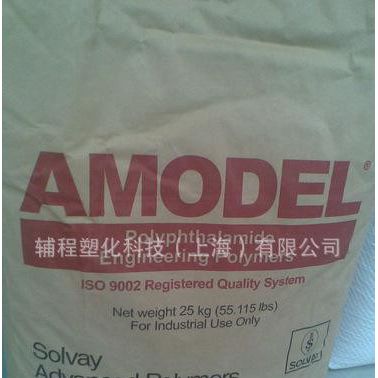 AMODEL®
Polyphthalamide
Engineering Polymers
辅程塑化科技(上海)有限公司
ISO 9002 Registered Quality System
Net weight 25 kg (55.115 lbs)
For Industrial Use Only
Solvay
Advanced Polymers
SOLVAY